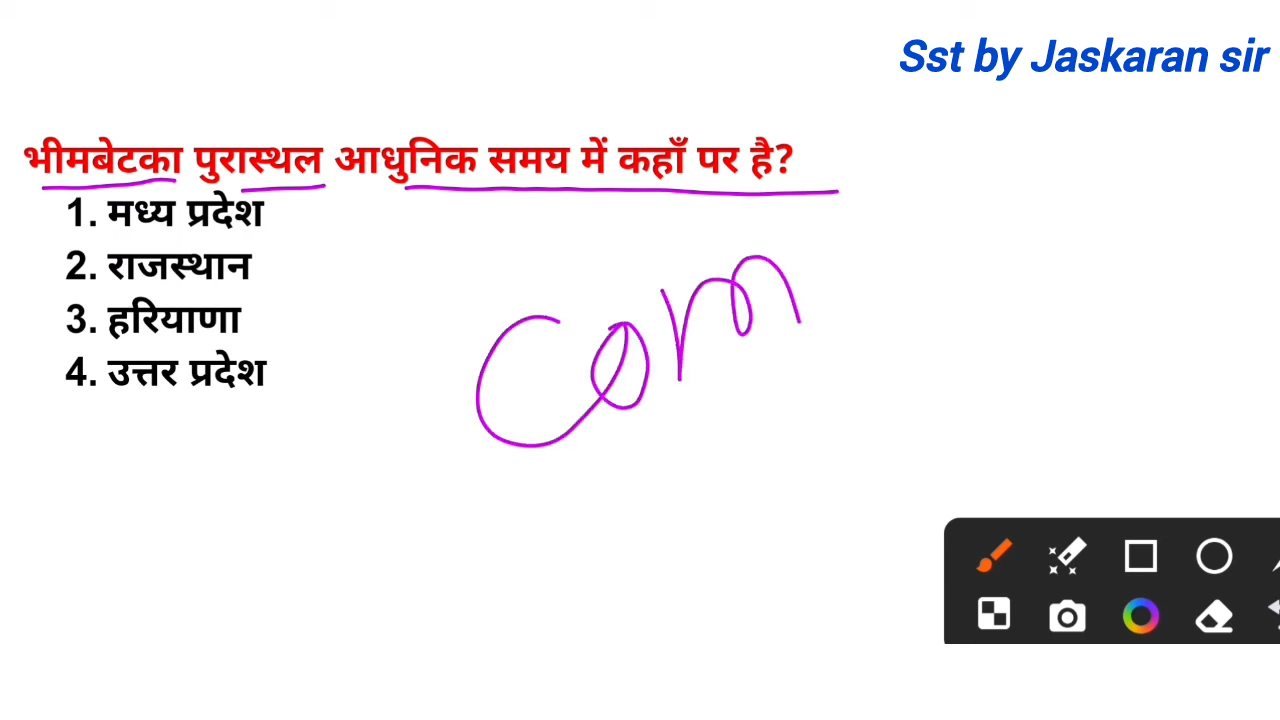 Sst by Jaskaran sir
भीमबेटका पुरास्थल आधुनिक समय में कहाँ पर है?
1. मध्य प्रदेश
2. राजस्थान
3. हरियाणा
4. उत्तर प्रदेश
Com